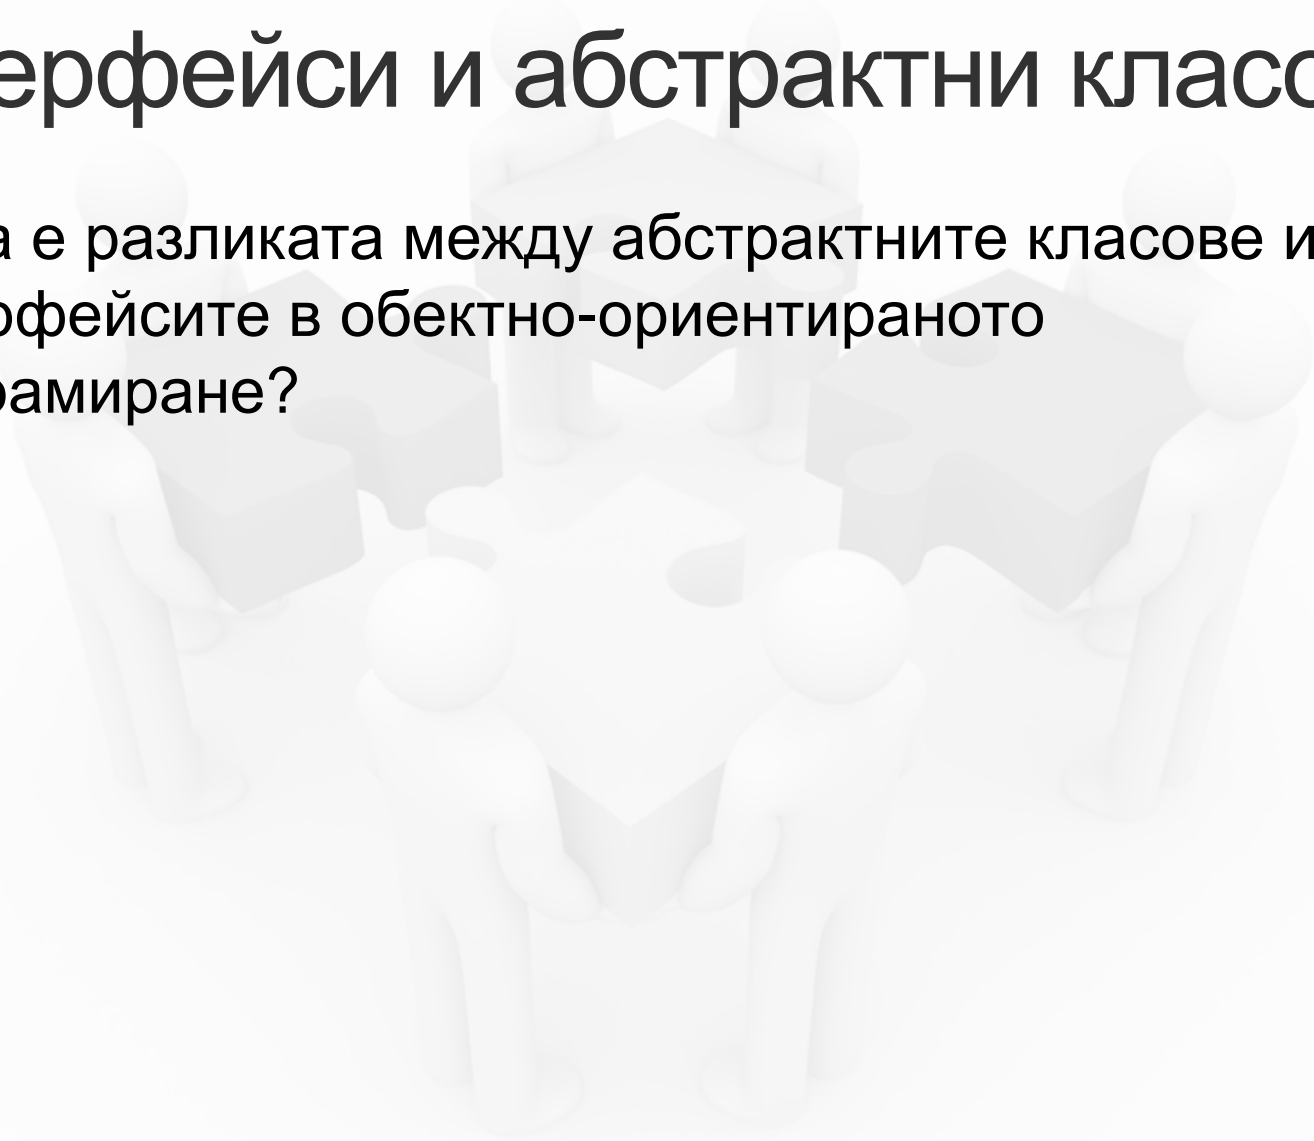 ерфейси и абстрактни класо
а е разликата между абстрактните класове и
рфейсите в обектно-ориентираното
рамиране?